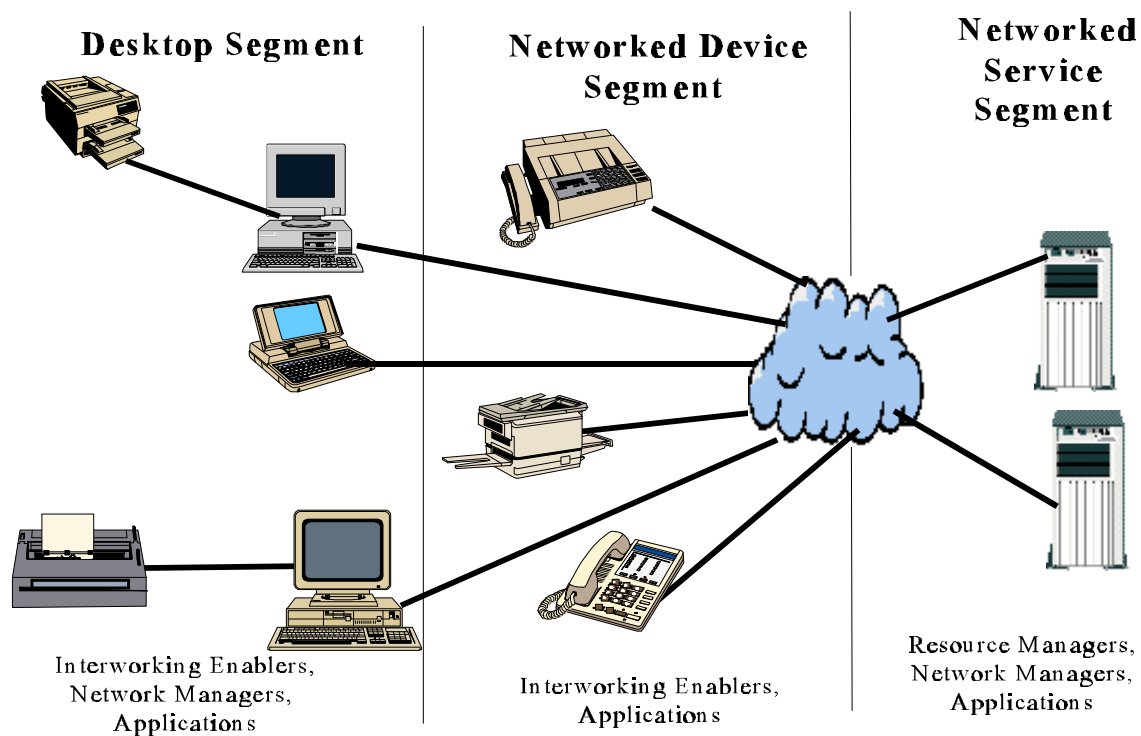 Desktop Segment
Networked Device
Segment
Networked
Service
Segment
Interworking Enablers,
Network Managers,
Applications
Interworking Enablers,
Applications
Resource Managers,
Network Managers,
Applications